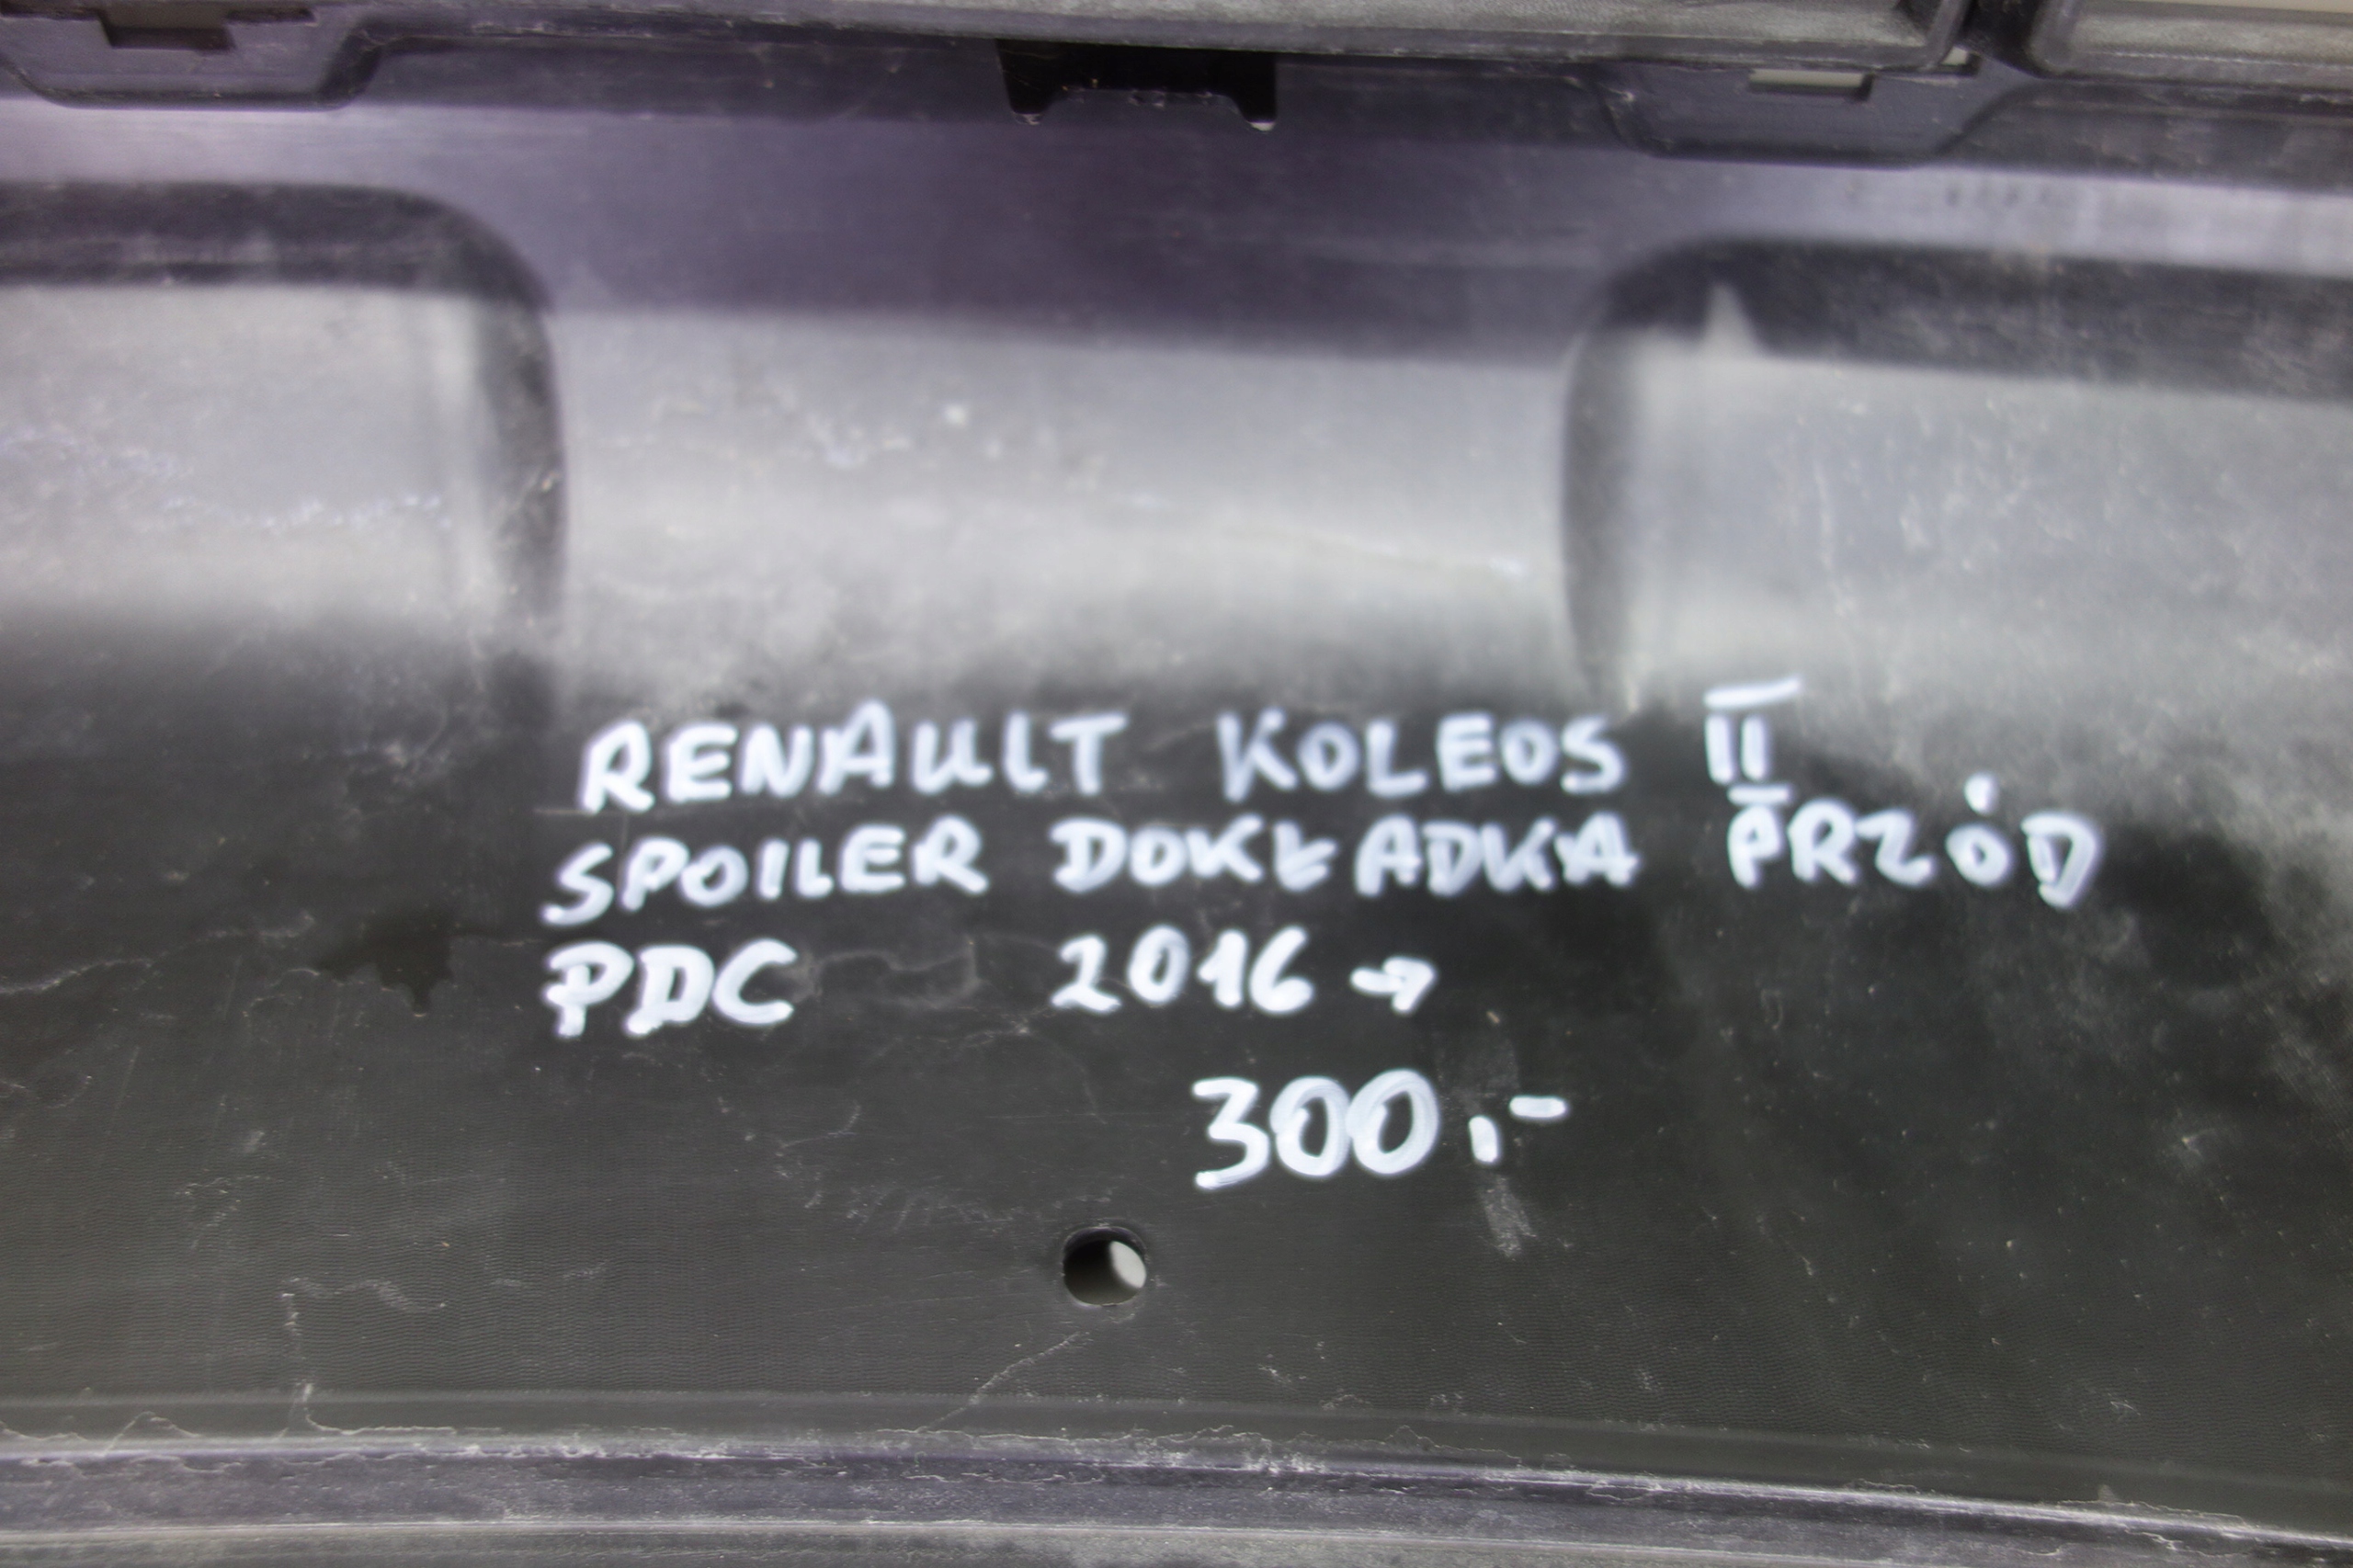 RENAULT KOLEOS II
SPOILER DOKŁADKA PRZÓD
PDC 2016 →
300,-